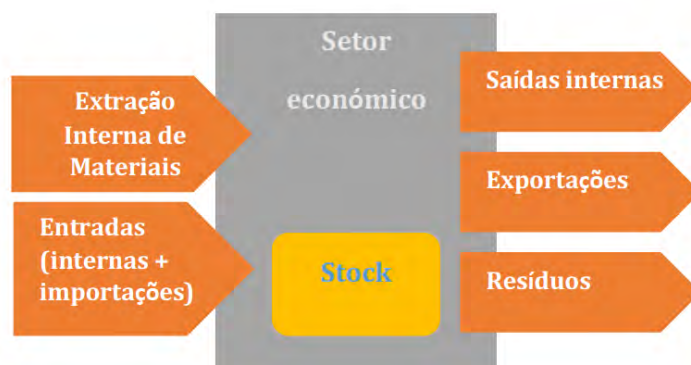 Setor
económico
Extração
Interna de
Materiais
Entradas
(internas +
importações)
Stock
Saídas internas
Exportações
Resíduos